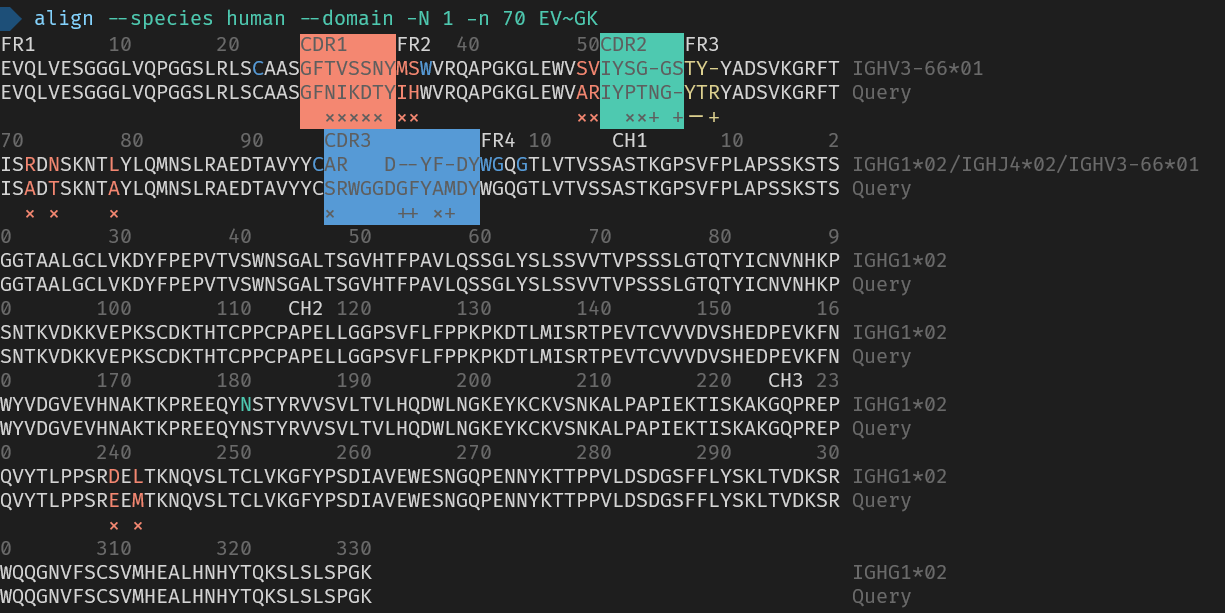 align --species human --domain -N 1 -n 70 EV~GK
FR1 10 20 CDR1 FR2 40 50 CDR2 FR3
EVQLVESGGGLVQPGGSLRLSCAASGFTVSSNYMSWVRQAPGKGLEWVSVIYSG-GSTY-YADSVKGRFT IGHV3-66*01
EVQLVESGGGLVQPGGSLRLSCAASGFNIKDTYIHWVRQAPGKGLEWVARIYPTNG-YTRYADSVKGRFT Query
××××× ×× ×× ××+ +—+
70 80 90 CDR3 FR4 10 CH1 10 2
ISRDNSKNTLYLQMNSLRAEDTAVYYCAR D--YF-DYWGQGTLVTVSSASTKGPSVFPLAPSSKSTS IGHG1*02/IGHJ4*02/IGHV3-66*01
ISADTSKNTAYLQMNSLRAEDTAVYYCSRWGGDGFYAMDYWGQGTLVTVSSASTKGPSVFPLAPSSKSTS Query
× × × × ++ ×+
0 30 40 50 60 70 80 9
GGTAALGCLVKDYFPEPVTVSWNSGALTSGVHTFPAVLQSSGLYSLSSVVTVPSSSLGTQTYICNVNHKP IGHG1*02
GGTAALGCLVKDYFPEPVTVSWNSGALTSGVHTFPAVLQSSGLYSLSSVVTVPSSSLGTQTYICNVNHKP Query
0 100 110 CH2 120 130 140 150 16
SNTKVDKKVEPKSCDKTHTCPPCPAPELLGGPSVFLFPPKPKDTLMISRTPEVTCVVVDVSHEDPEVKFN IGHG1*02
SNTKVDKKVEPKSCDKTHTCPPCPAPELLGGPSVFLFPPKPKDTLMISRTPEVTCVVVDVSHEDPEVKFN Query
0 170 180 190 200 210 220 CH3 23
WYVDGVEVHNAKTKPREEQYNSTYRVVSVLTVLHQDWLNGKEYKCKVSNKALPAPIEKTISKAKGQPREP IGHG1*02
WYVDGVEVHNAKTKPREEQYNSTYRVVSVLTVLHQDWLNGKEYKCKVSNKALPAPIEKTISKAKGQPREP Query
0 240 250 260 270 280 290 30
QVYTLPPSRDELTKNQVSLTCLVKGFYPSDIAVEWESNGQPENNYKTTPPVLDSDGSFFLYSKLTVDKSR IGHG1*02
QVYTLPPSREEMTKNQVSLTCLVKGFYPSDIAVEWESNGQPENNYKTTPPVLDSDGSFFLYSKLTVDKSR Query
× ×
0 310 320 330
WQQGNVFSCSVMHEALHNHYTQKSLSLSPGK IGHG1*02
WQQGNVFSCSVMHEALHNHYTQKSLSLSPGK Query